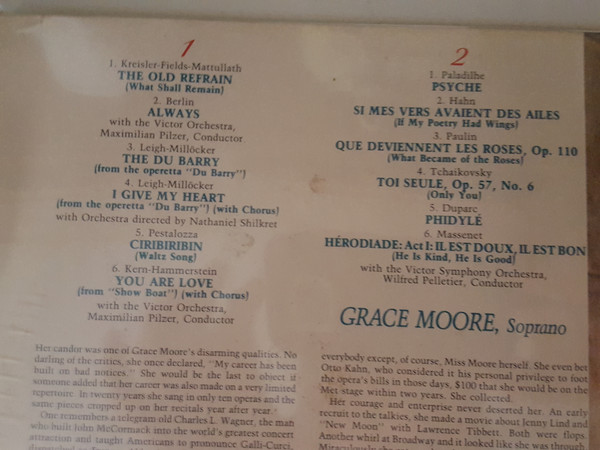 1
1. Kreisler-Fields-Mattullath
THE OLD REFRAIN
(What Shall Remain)
2. Berlin
ALWAYS
with the Victor Orchestra,
Maximilian Pilzer, Conductor
3. Leigh-Millöcker
THE DU BARRY
(from the operetta "Du Barry")
4. Leigh-Millöcker
I GIVE MY HEART
(from the operetta "Du Barry") (with Chorus)
with Orchestra directed by Nathaniel Shilkret
5. Pestalozza
CIRIBIRIBIN
(Waltz Song)
6. Kern-Hammerstein
YOU ARE LOVE
(from "Show Boat") (with Chorus)
with the Victor Orchestra,
Maximilian Pilzer, Conductor
2
1. Paladilhe
PSYCHE
2. Hahn
SI MES VERS AVAIENT DES AILES
(If My Poetry Had Wings)
3. Paulin
QUE DEVIENNENT LES ROSES, Op. 110
(What Became of the Roses)
4. Tchaikovsky
TOI SEULE, Op. 57, No. 6
(Only You)
5. Duparc
PHIDYLÉ
6. Massenet
HÉRODIADE: Act I: IL EST DOUX, IL EST BON
(He Is Kind, He Is Good)
with the Victor Symphony Orchestra,
Wilfred Pelletier, Conductor
GRACE MOORE, Soprano
Her candor was one of Grace Moore's disarming qualities. No
darling of the critics, she once declared, "My career has been
built on bad notices." She would be the last to object if
someone added that her career was also made on a very limited
repertoire. In twenty years she sang in only ten operas and the
same pieces cropped up on her recitals year after year.
One remembers a telegram old Charles L. Wagner, the man
who built John McCormack into the world's greatest concert
attraction and taught Americans to pronounce Galli-Curci,
everybody except, of course, Miss Moore herself. She even bet
Otto Kahn, who considered it his personal privilege to foot
the opera's bills in those days, $100 that she would be on the
Met stage within two years. She collected.
Her courage and enterprise never deserted her. An early
recruit to the talkies, she made a movie about Jenny Lind and
"New Moon" with Lawrence Tibbett. Both were flops.
Another whirl at Broadway and it looked like she was through